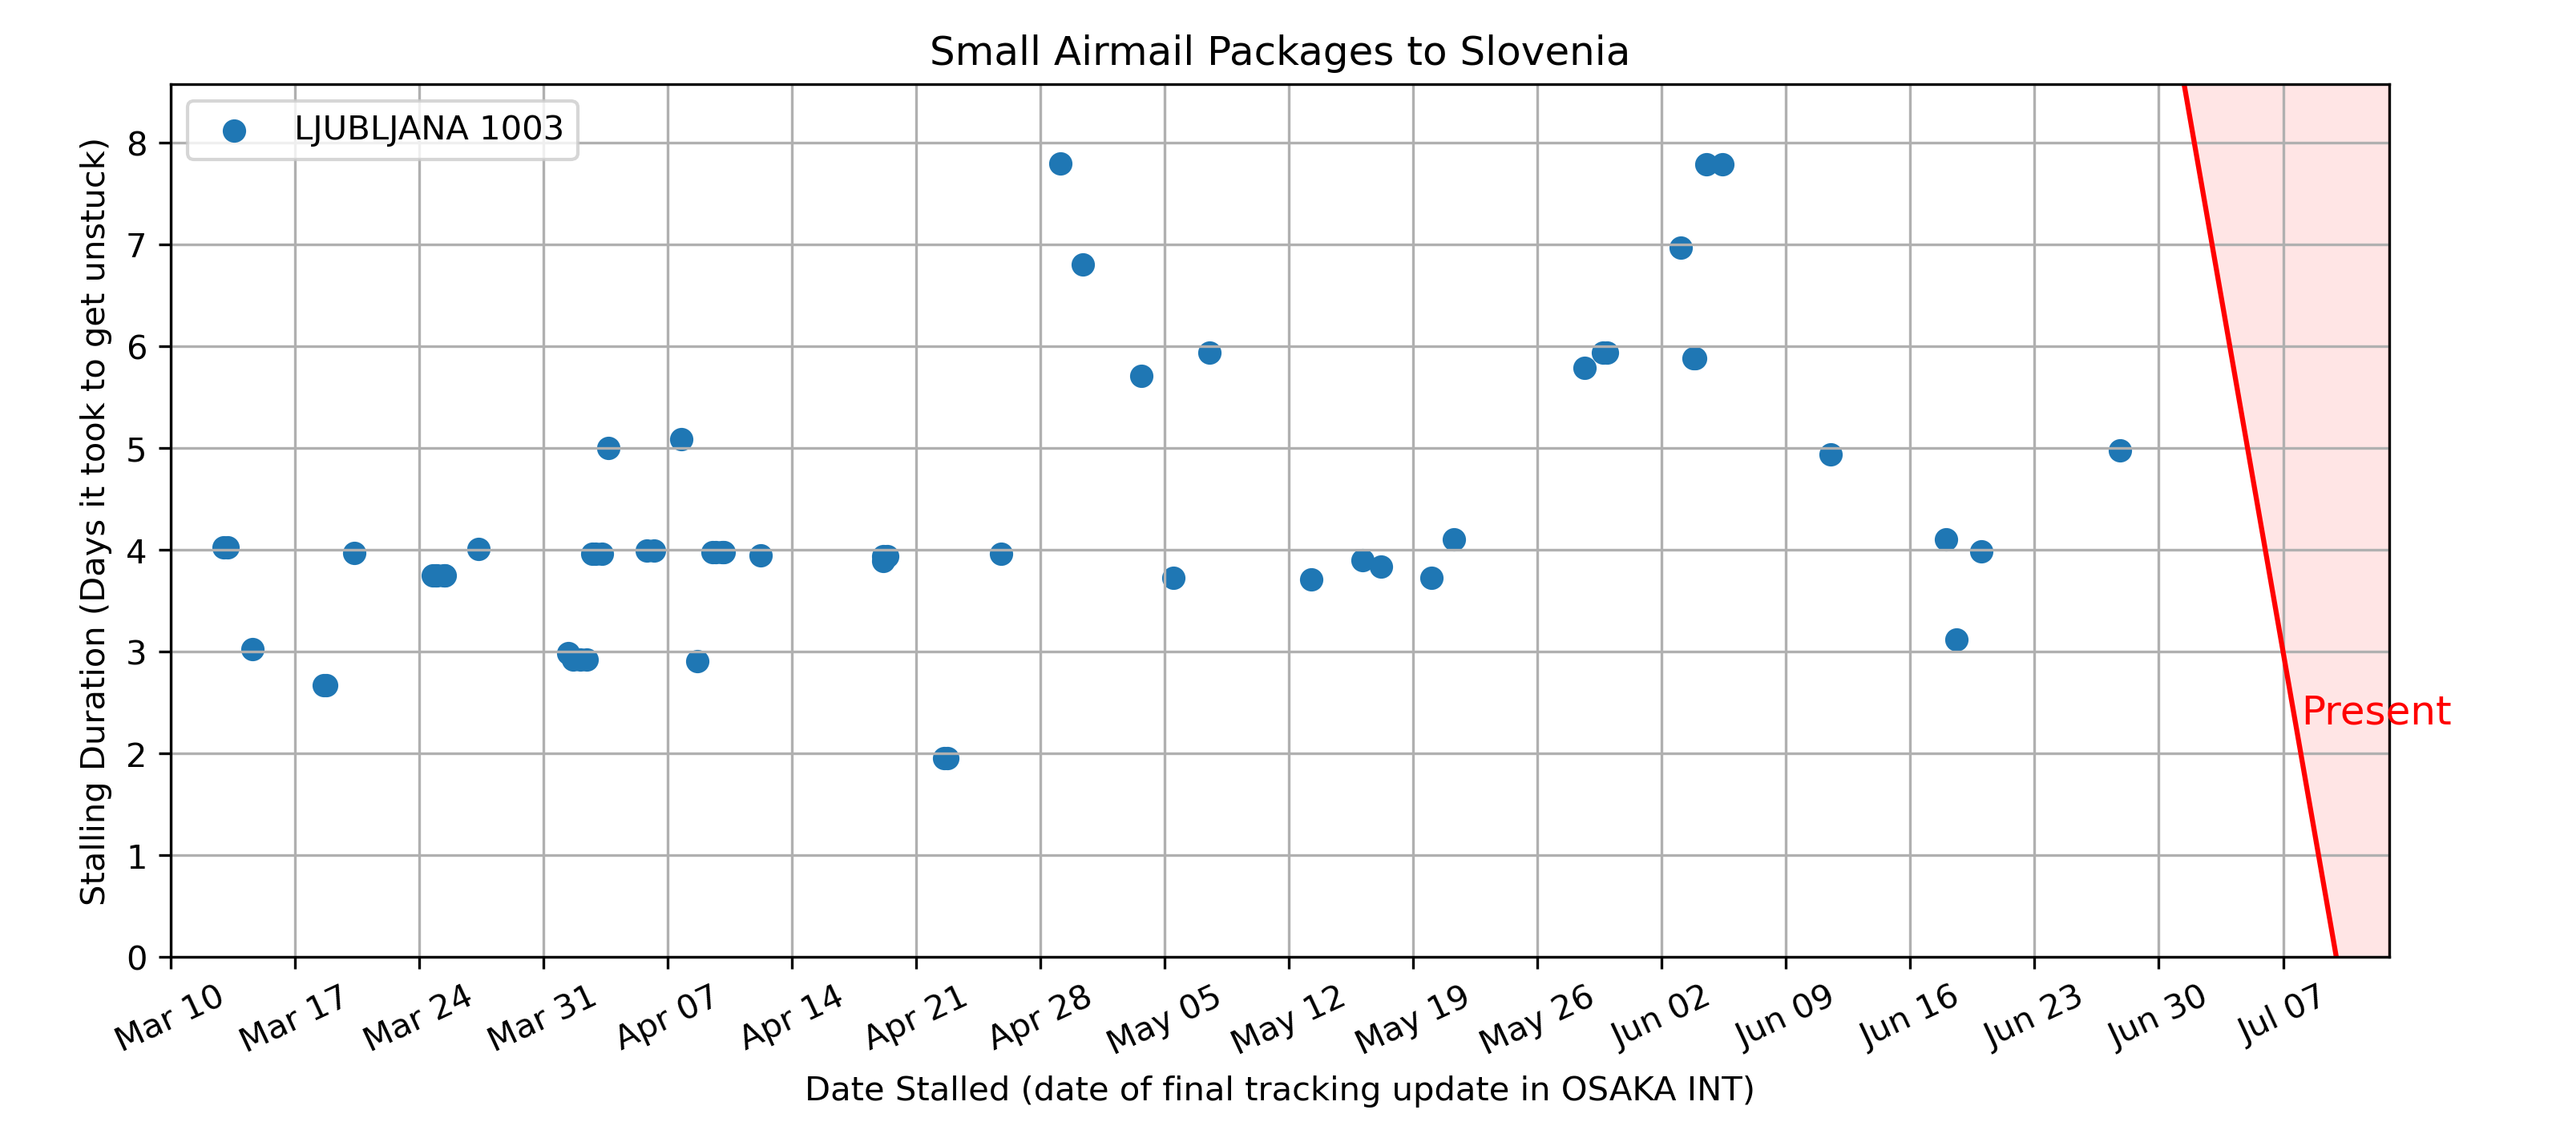 Small Airmail Packages to Slovenia
LJUBLJANA 1003
Stalling Duration (Days it took to get unstuck)
8
7
6
5
4
3
2
1
0
Present
Mar 10
Mar 17
Mar 24
Mar 31
Apr 07
Apr 14
Apr 21
Apr 28
May 05
May 12
May 19
May 26
Jun 02
Jun 09
Jun 16
Jun 23
Jun 30
Jul 07
Date Stalled (date of final tracking update in OSAKA INT)